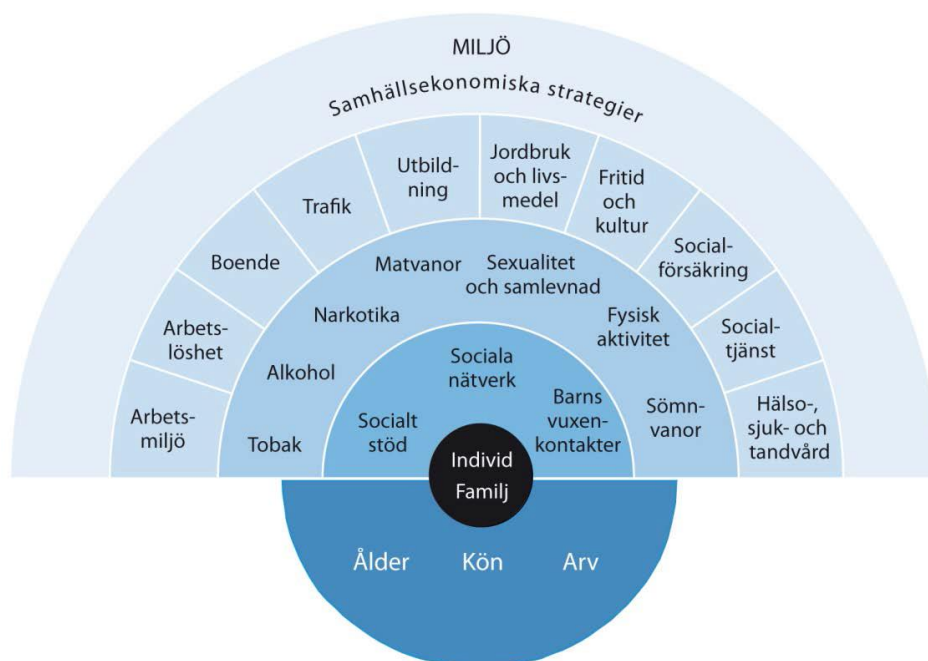 MILJÖ
Samhällsekonomiska strategier
Arbets-
miljö
Arbets-
löshet
Boende
Trafik
Utbild-
ning
Jordbruk
och livs-
medel
Fritid
och
kultur
Social-
försäkring
Social-
tjänst
Hälso-,
sjuk- och
tandvård
Tobak
Alkohol
Narkotika
Matvanor
Sexualitet
och samlevnad
Fysisk
aktivitet
Sömn-
vanor
Socialt
stöd
Sociala
nätverk
Barns
vuxen-
kontakter
Individ
Familj
Ålder
Kön
Arv